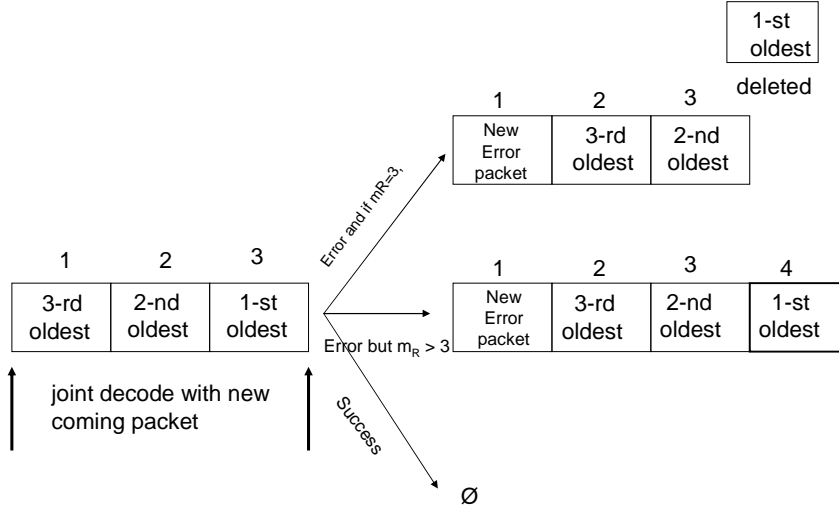 1-st
oldest
deleted
1 2 3
New
Error
packet
3-rd
oldest
2-nd
oldest
Error and if mR=3,
1 2 3
3-rd
oldest
2-nd
oldest
1-st
oldest
1 2 3 4
New
Error
packet
3-rd
oldest
2-nd
oldest
1-st
oldest
Error but mR > 3
joint decode with new
coming packet
Success
Ø